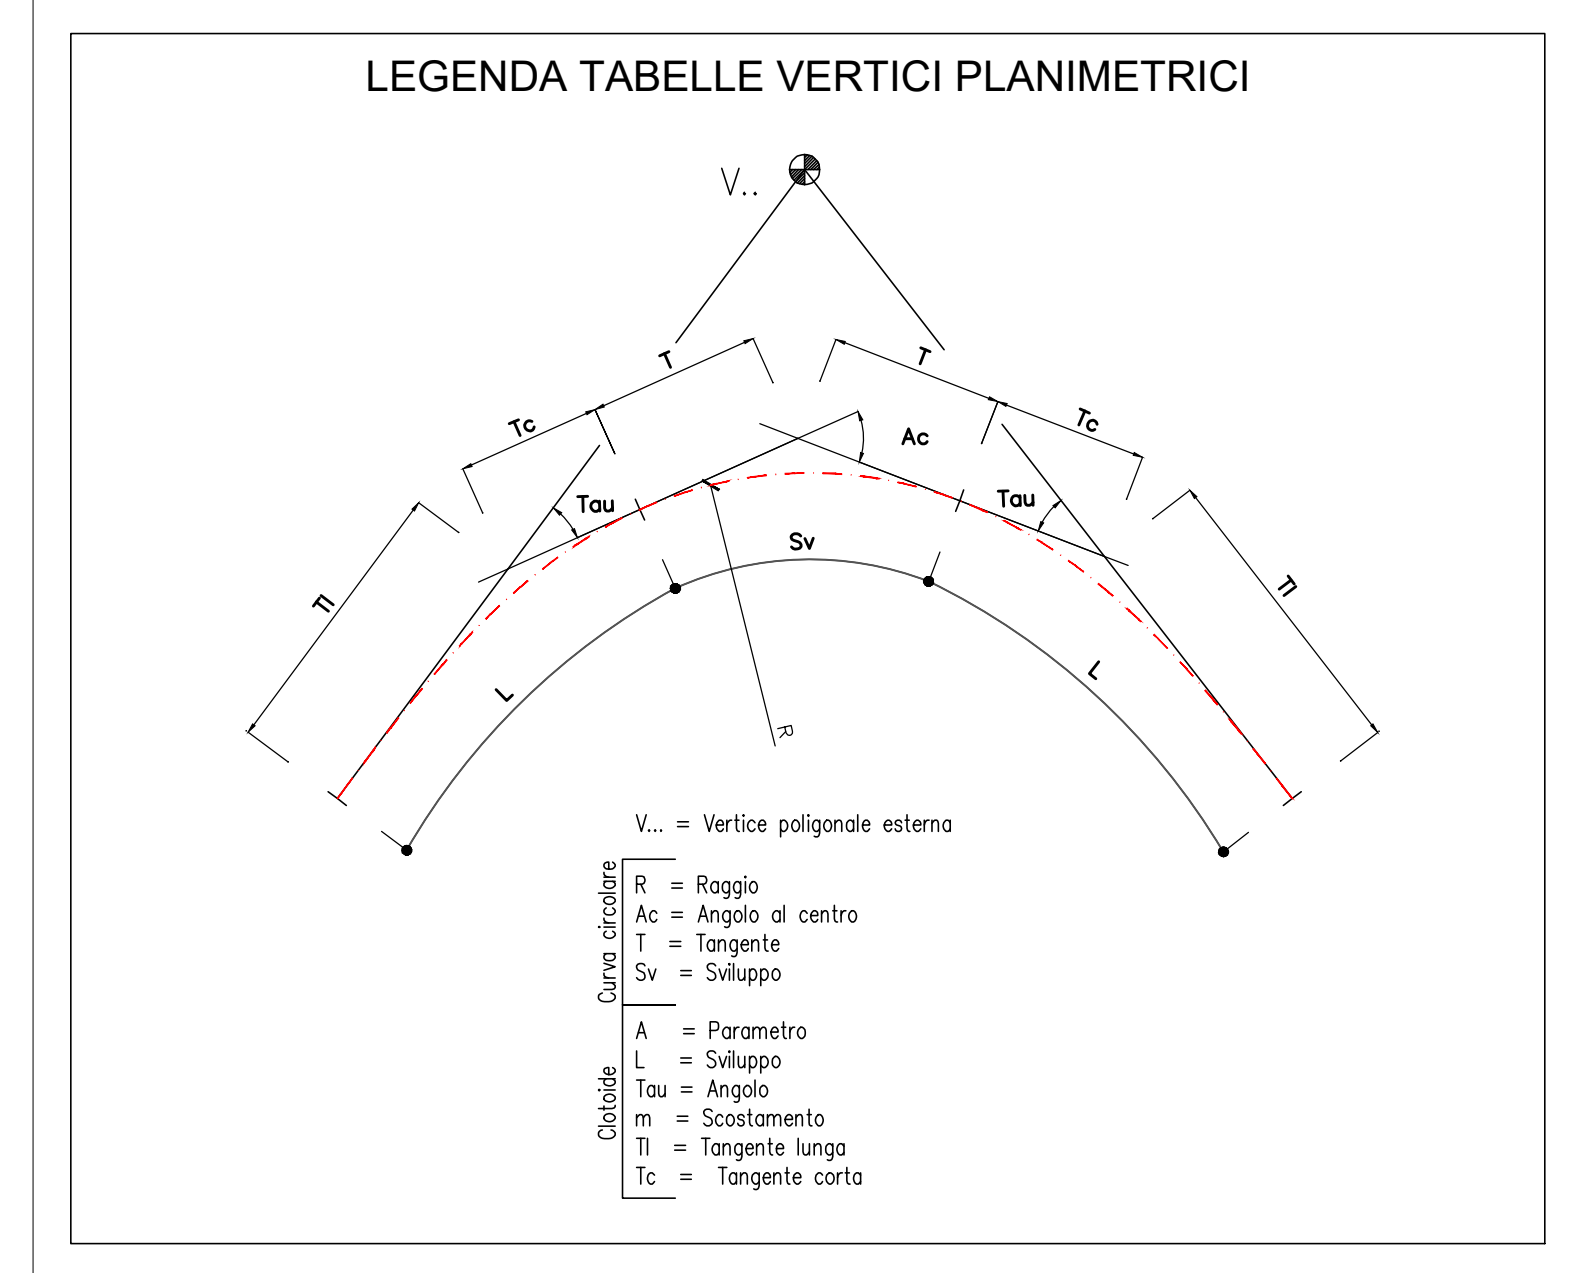 LEGENDA TABELLE VERTICI PLANIMETRICI
V..
T
T
Tc
Tc
Ac
Tau
Tau
Sv
Tl
Tl
L
L
R
V... = Vertice poligonale esterna
Curva circolare
R = Raggio
Ac = Angolo al centro
T = Tangente
Sv = Sviluppo
Clotoide
A = Parametro
L = Sviluppo
Tau = Angolo
m = Scostamento
Tl = Tangente lunga
Tc = Tangente corta